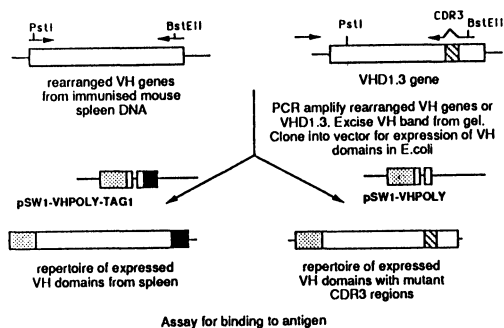 PstI
BstEII
rearranged VH genes
from immunised mouse
spleen DNA
CDR3
PstI
BstEII
VHD1.3 gene
PCR amplify rearranged VH genes or
VHD1.3. Excise VH band from gel.
Clone into vector for expression of VH
domains in E.coli
pSW1-VHPOLY-TAG1
pSW1-VHPOLY
repertoire of expressed
VH domains from spleen
repertoire of expressed
VH domains with mutant
CDR3 regions
Assay for binding to antigen